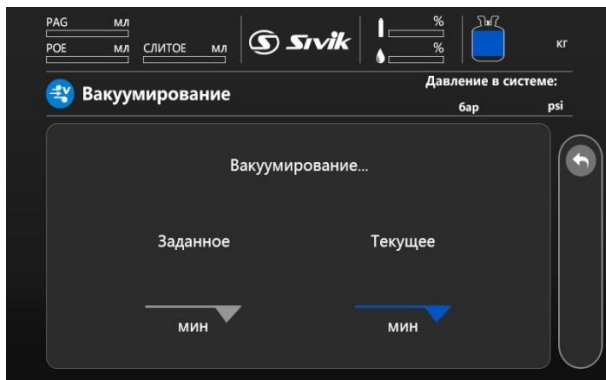 PAG мл
POE мл СЛИТОЕ мл
Sivik
%
%
кг
Вакуумирование
Давление в системе:
бар psi
Вакуумирование...
Заданное Текущее
мин мин